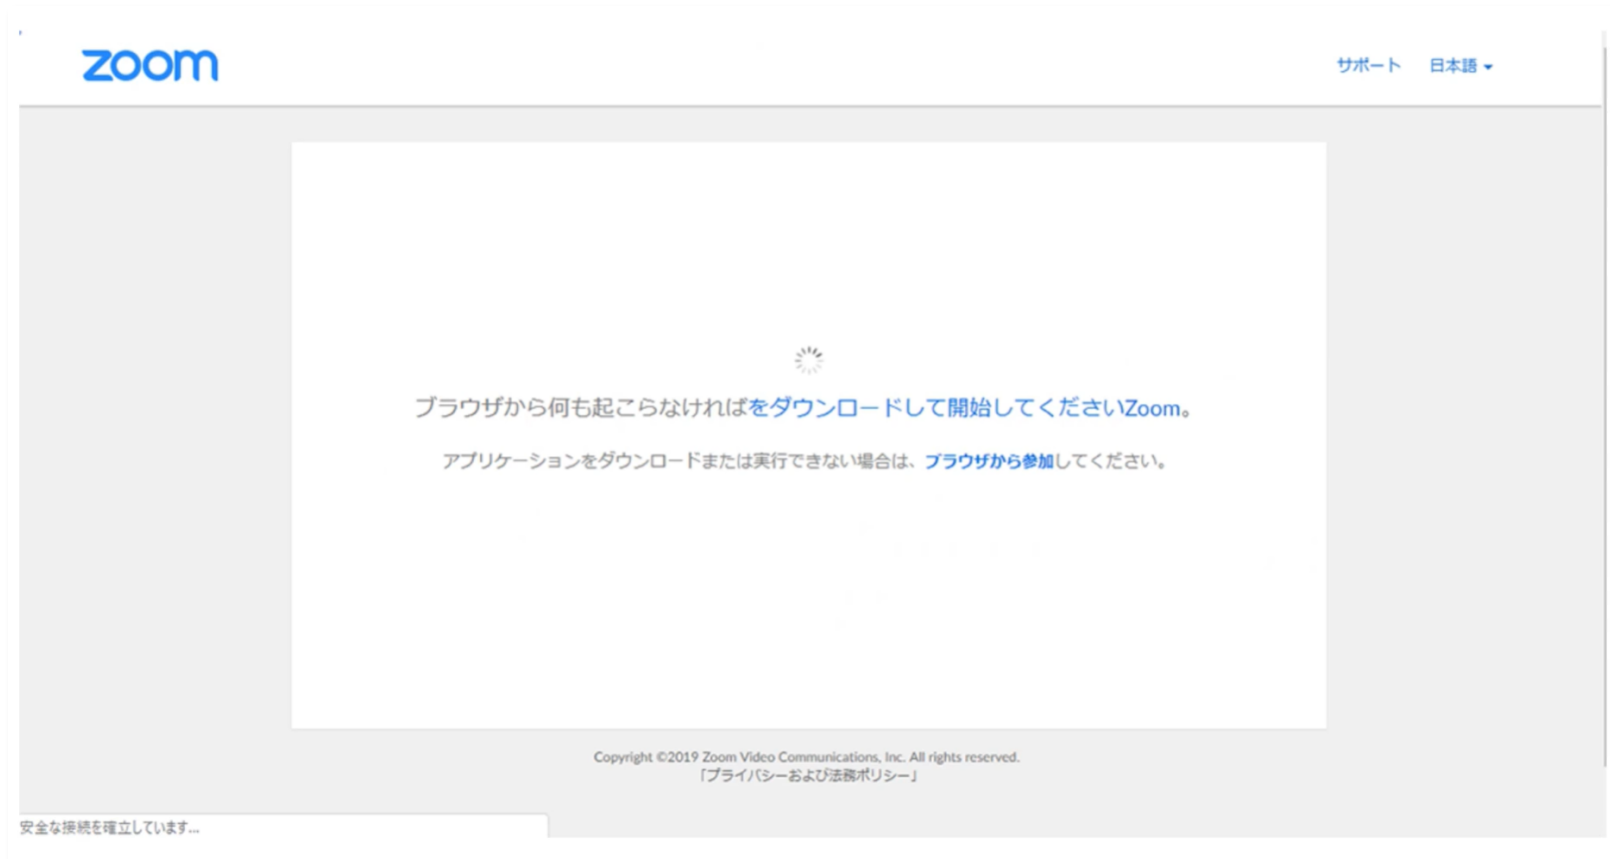 zoom
サポート 日本語
ブラウザから何も起こらなければをダウンロードして開始してくださいZoom。
アプリケーションをダウンロードまたは実行できない場合は、ブラウザから参加してください。
Copyright ©2019 Zoom Video Communications, Inc. All rights reserved.
「プライバシーおよび法務ポリシー」
安全な接続を確立しています...